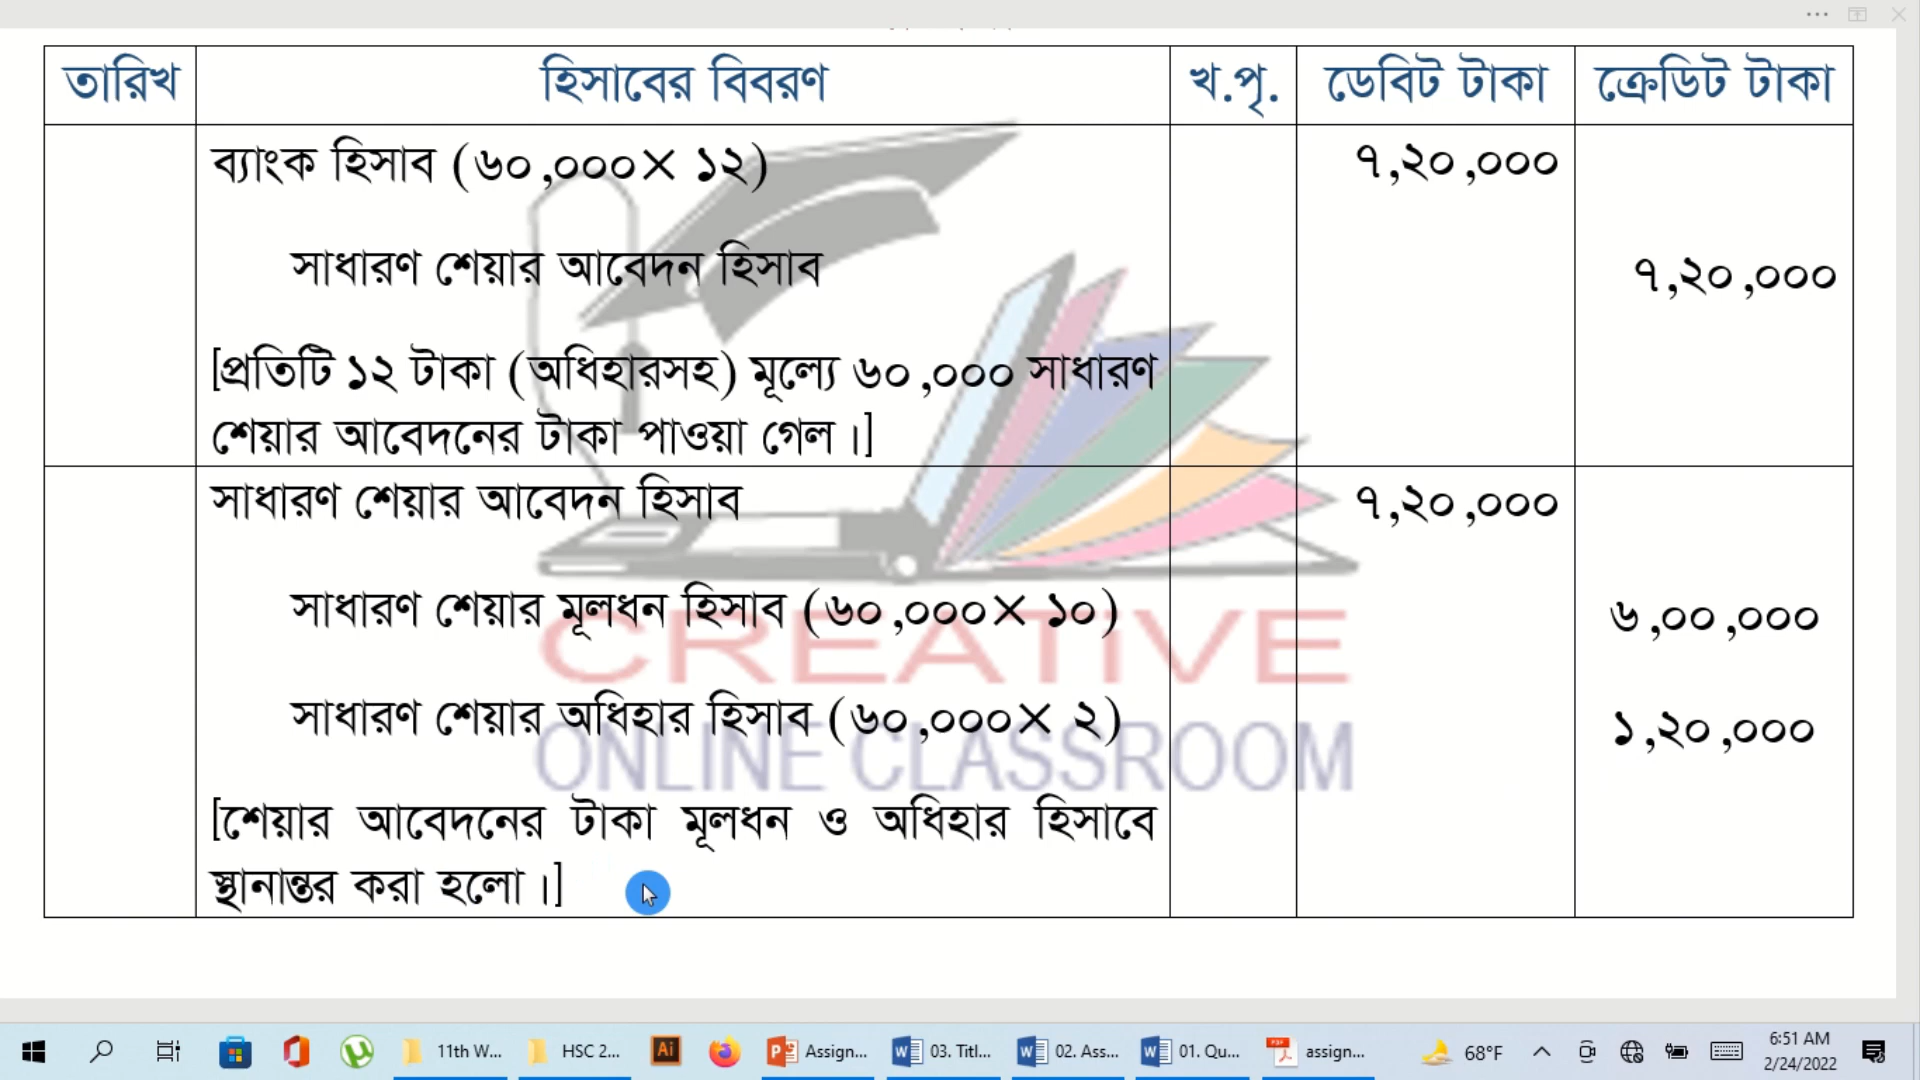 তারিখ হিসাবের বিবরণ খ.পৃ. ডেবিট টাকা ক্রেডিট টাকা
ব্যাংক হিসাব (৬০,০০০× ১২) ৭,২০,০০০
সাধারণ শেয়ার আবেদন হিসাব ৭,২০,০০০
[প্রতিটি ১২ টাকা (অধিহারসহ) মূল্যে ৬০,০০০ সাধারণ
শেয়ার আবেদনের টাকা পাওয়া গেল।]
সাধারণ শেয়ার আবেদন হিসাব ৭,২০,০০০
সাধারণ শেয়ার মূলধন হিসাব (৬০,০০০× ১০) ৬,০০,০০০
সাধারণ শেয়ার অধিহার হিসাব (৬০,০০০× ২) ১,২০,০০০
[শেয়ার আবেদনের টাকা মূলধন ও অধিহার হিসাবে
স্থানান্তর করা হলো।]
CREATiVE
ONLINE CLASSROOM
11th W... HSC 2... Ai Assign... 03. Titl... 02. Ass... 01. Qu... assign... 68°F 6:51 AM
2/24/2022